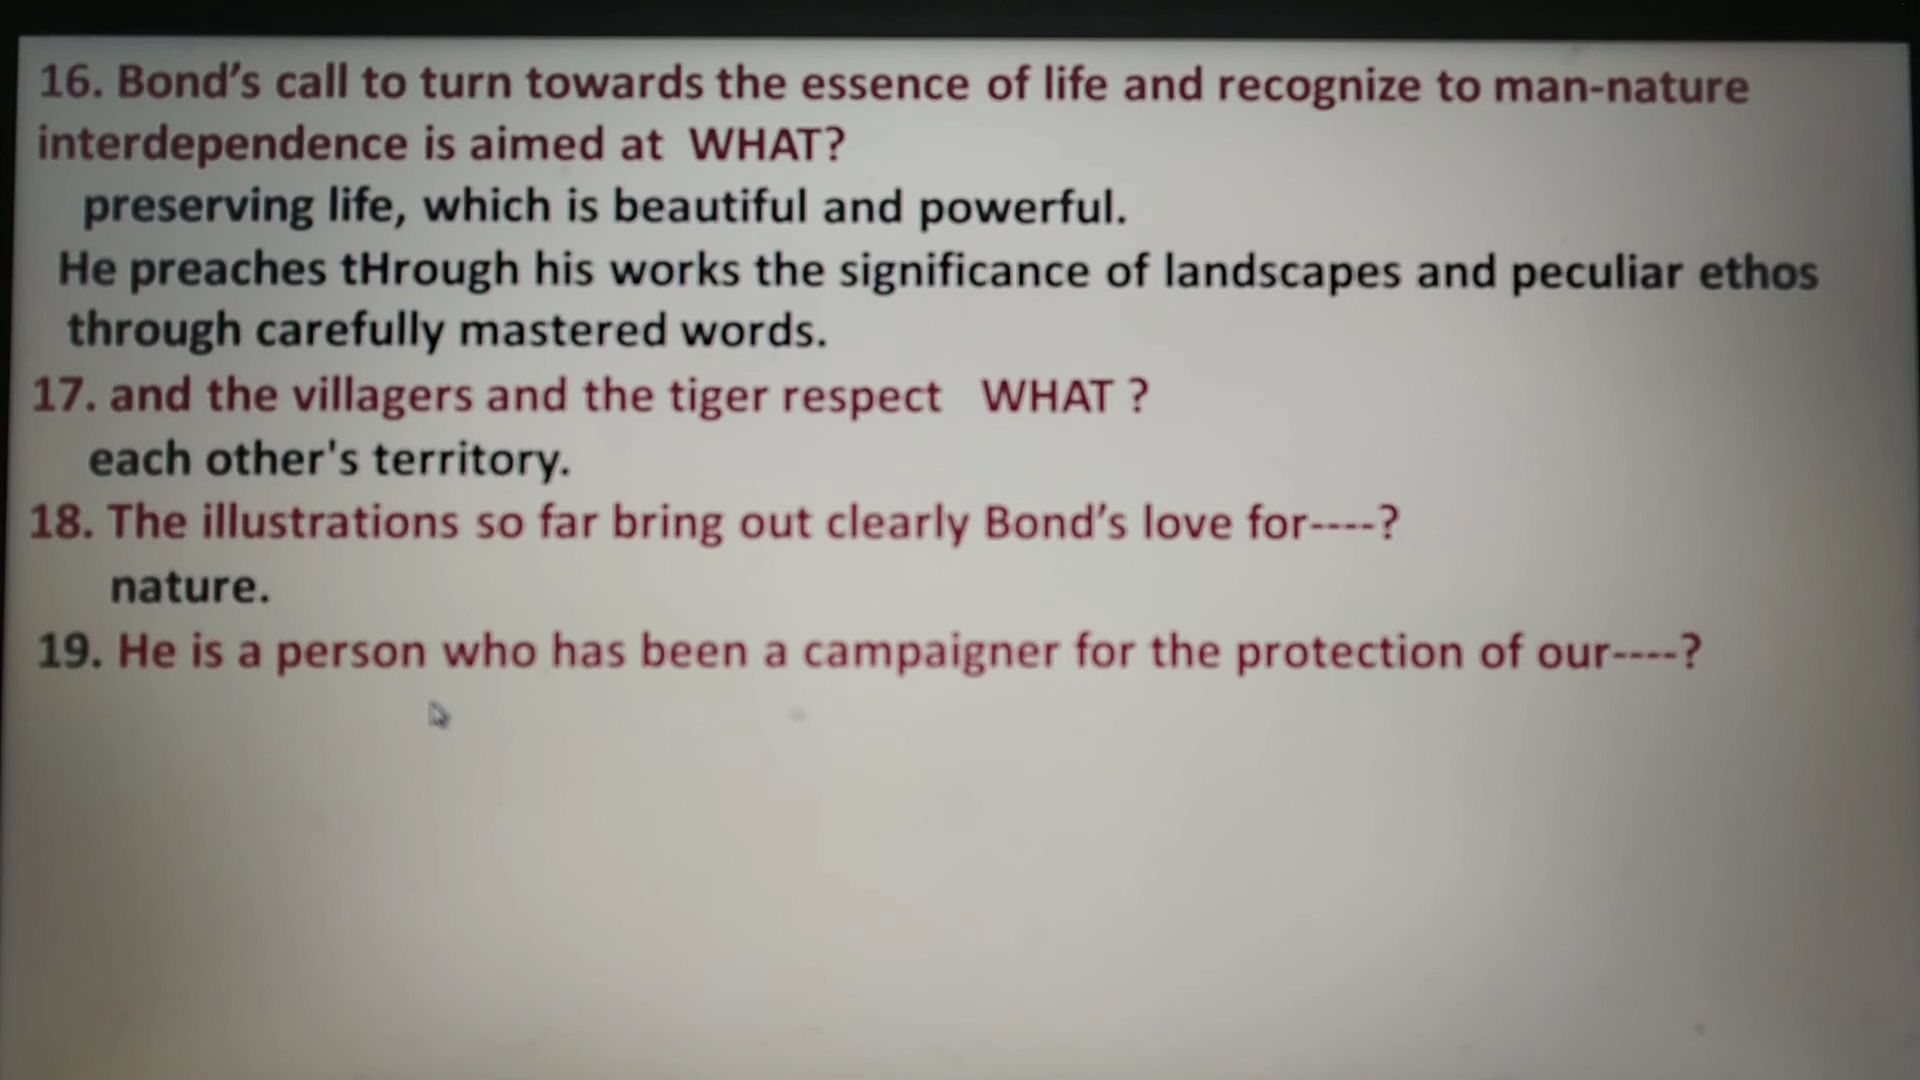 16. Bond’s call to turn towards the essence of life and recognize to man-nature
interdependence is aimed at WHAT?
preserving life, which is beautiful and powerful.
He preaches tHrough his works the significance of landscapes and peculiar ethos
through carefully mastered words.
17. and the villagers and the tiger respect WHAT ?
each other's territory.
18. The illustrations so far bring out clearly Bond’s love for----?
nature.
19. He is a person who has been a campaigner for the protection of our----?